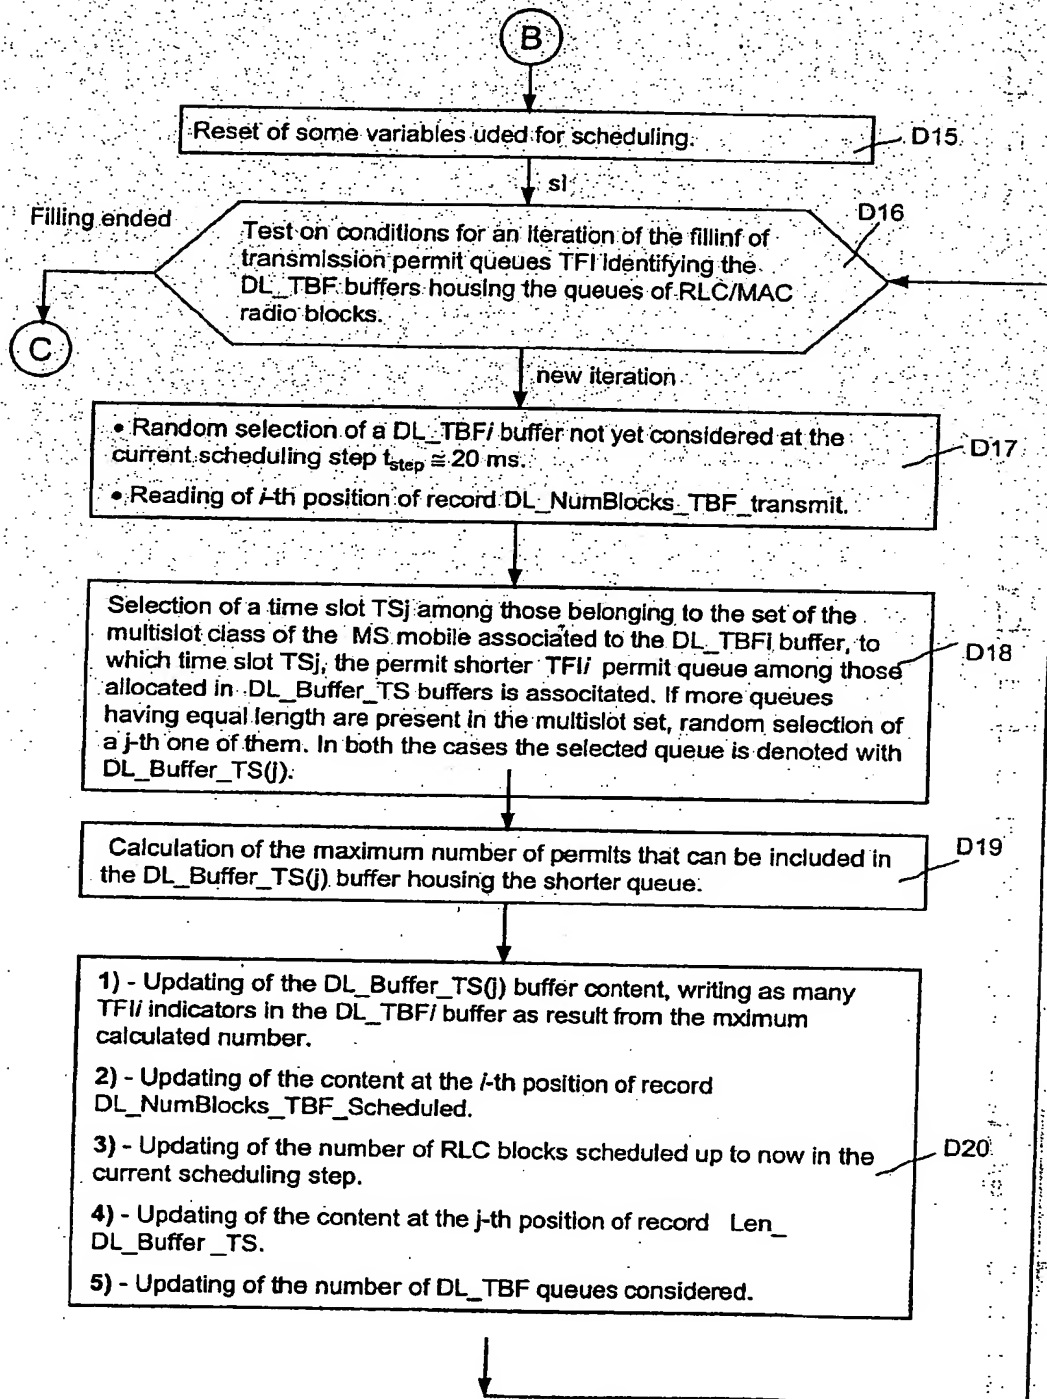 B
Reset of some variables uded for scheduling.
D15
si
Filling ended
D16
Test on conditions for an iteration of the fillinf of
transmission permit queues TFI identifying the
DL_TBF buffers housing the queues of RLC/MAC
radio blocks.
C
new iteration
• Random selection of a DL_TBFi buffer not yet considered at the
current scheduling step tstep ≅ 20 ms.
• Reading of i-th position of record DL_NumBlocks_TBF_transmit.
D17
Selection of a time slot TSj among those belonging to the set of the
multislot class of the MS mobile associated to the DL_TBFi buffer, to
which time slot TSj, the permit shorter TFIi permit queue among those
allocated in DL_Buffer_TS buffers is associtated. If more queues
having equal length are present in the multislot set, random selection of
a j-th one of them. In both the cases the selected queue is denoted with
DL_Buffer_TS(j).
D18
Calculation of the maximum number of permits that can be included in
the DL_Buffer_TS(j) buffer housing the shorter queue.
D19
1) - Updating of the DL_Buffer_TS(j) buffer content, writing as many
TFIi indicators in the DL_TBFi buffer as result from the mximum
calculated number.
2) - Updating of the content at the i-th position of record
DL_NumBlocks_TBF_Scheduled.
3) - Updating of the number of RLC blocks scheduled up to now in the
current scheduling step.
D20
4) - Updating of the content at the j-th position of record Len_
DL_Buffer _TS.
5) - Updating of the number of DL_TBF queues considered.